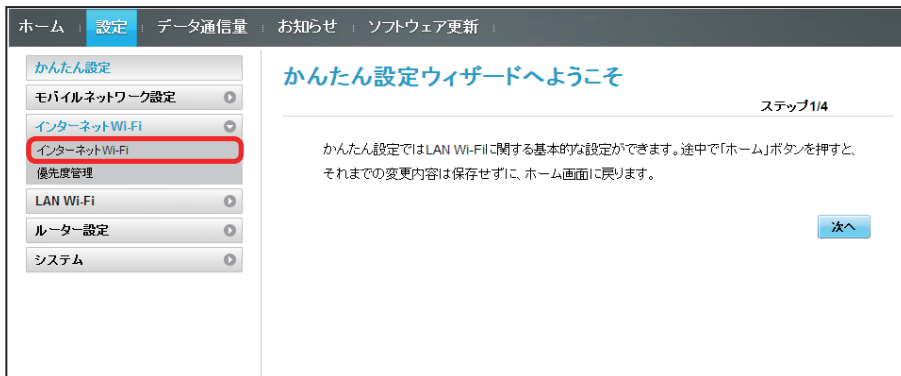 ホーム 設定 データ通信量 お知らせ ソフトウェア更新
かんたん設定
モバイルネットワーク設定
インターネットWi-Fi
インターネットWi-Fi
優先度管理
LAN Wi-Fi
ルーター設定
システム
かんたん設定ウィザードへようこそ
ステップ1/4
かんたん設定ではLAN Wi-Fiに関する基本的な設定ができます。途中で「ホーム」ボタンを押すと、
それまでの変更内容は保存せずに、ホーム画面に戻ります。
次へ